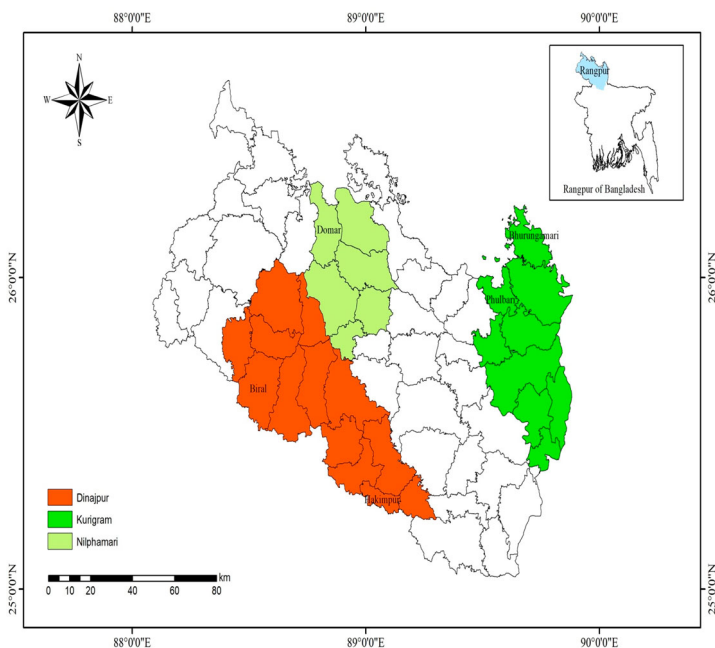 88°0'0"E 89°0'0"E 90°0'0"E
N
W E
S
Rangpur
Rangpur of Bangladesh
Domar
Bhurungamari
26°0'0"N 26°0'0"N
Phulbari
Biral
Hakimpur
Dinajpur
Kurigram
Nilphamari
km
0 10 20 40 60 80
25°0'0"N 25°0'0"N
88°0'0"E 89°0'0"E 90°0'0"E